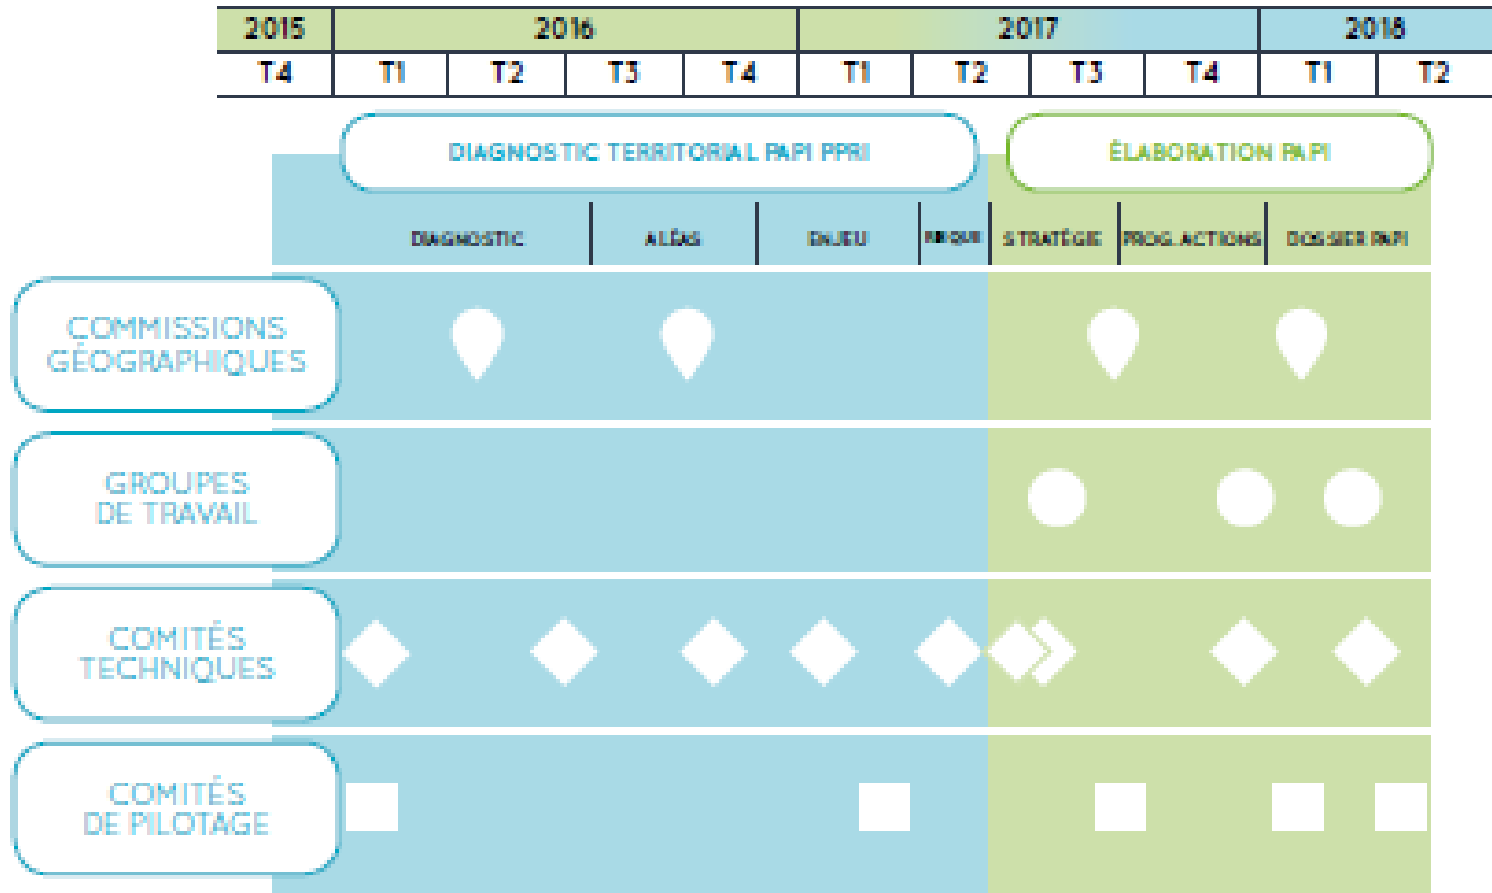 2015 2016 2017 2018
T4 T1 T2 T3 T4 T1 T2 T3 T4 T1 T2
DIAGNOSTIC TERRITORIAL PAPI PPRI ÉLABORATION PAPI
DIAGNOSTIC ALÉAS ENJEU RISQUE STRATÉGIE PROG. ACTIONS DOSSIER PAPI
COMMISSIONS
GÉOGRAPHIQUES
GROUPES
DE TRAVAIL
COMITÉS
TECHNIQUES
COMITÉS
DE PILOTAGE